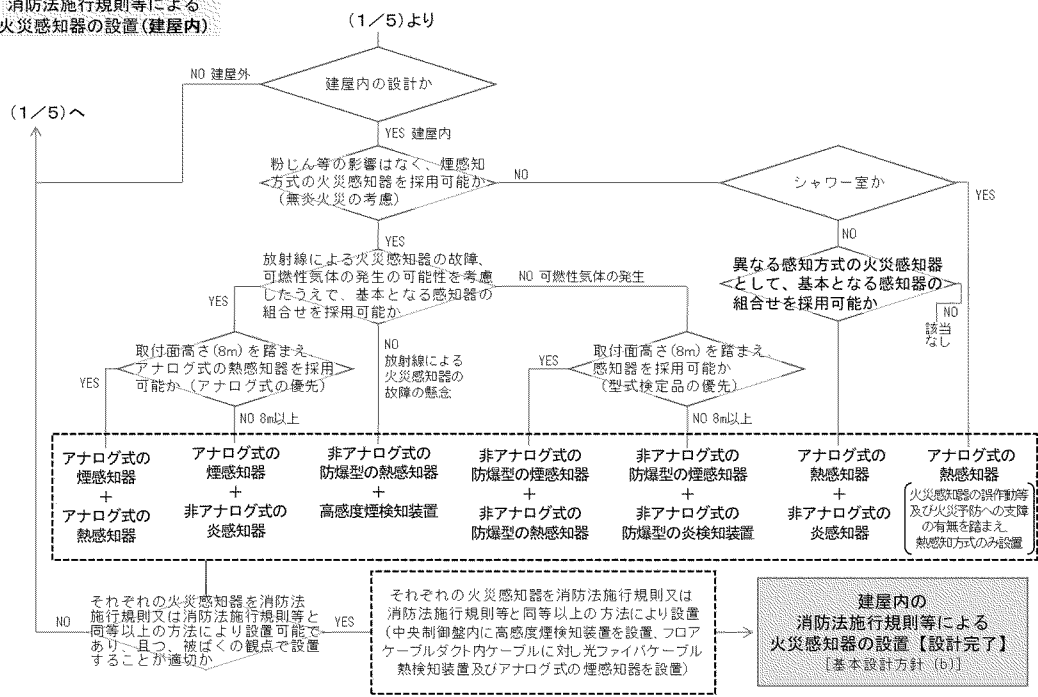 消防法施行規則等による
火災感知器の設置(建屋内)
(1/5)より
建屋内の設計か
NO 建屋外
(1/5)へ
YES 建屋内
粉じん等の影響はなく、煙感知
方式の火災感知器を採用可能か
(無炎火災の考慮)
NO
シャワー室か
YES
NO
YES
放射線による火災感知器の故障、
可燃性気体の発生の可能性を考慮
したうえで、基本となる感知器の
組合せを採用可能か
YES
NO 可燃性気体の発生
異なる感知方式の火災感知器
として、基本となる感知器の
組合せを採用可能か
NO
該当
なし
取付面高さ(8m)を踏まえ
アナログ式の熱感知器を採用
可能か(アナログ式の優先)
YES
NO 8m以上
NO
放射線による
火災感知器の
故障の懸念
取付面高さ(8m)を踏まえ
感知器を採用可能か
(型式検定品の優先)
YES
NO 8m以上
アナログ式の
煙感知器
+
アナログ式の
熱感知器
アナログ式の
煙感知器
+
非アナログ式の
炎感知器
非アナログ式の
防爆型の熱感知器
+
高感度煙検知装置
非アナログ式の
防爆型の煙感知器
+
非アナログ式の
防爆型の熱感知器
非アナログ式の
防爆型の煙感知器
+
非アナログ式の
防爆型の炎検知装置
アナログ式の
熱感知器
+
非アナログ式の
炎感知器
アナログ式の
熱感知器
火災感知器の誤作動等
及び火災予防への支障
の有無を踏まえ、
熱感知方式のみ設置
それぞれの火災感知器を消防法
施行規則又は消防法施行規則等と
同等以上の方法により設置可能で
あり、且つ、被ばくの観点で設置
することが適切か
NO
YES
それぞれの火災感知器を消防法施行規則又は
消防法施行規則等と同等以上の方法により設置
(中央制御盤内に高感度煙検知装置を設置、フロア
ケーブルダクト内ケーブルに対し光ファイバケーブル
熱検知装置及びアナログ式の煙感知器を設置)
建屋内の
消防法施行規則等による
火災感知器の設置【設計完了】
[基本設計方針 (b)]